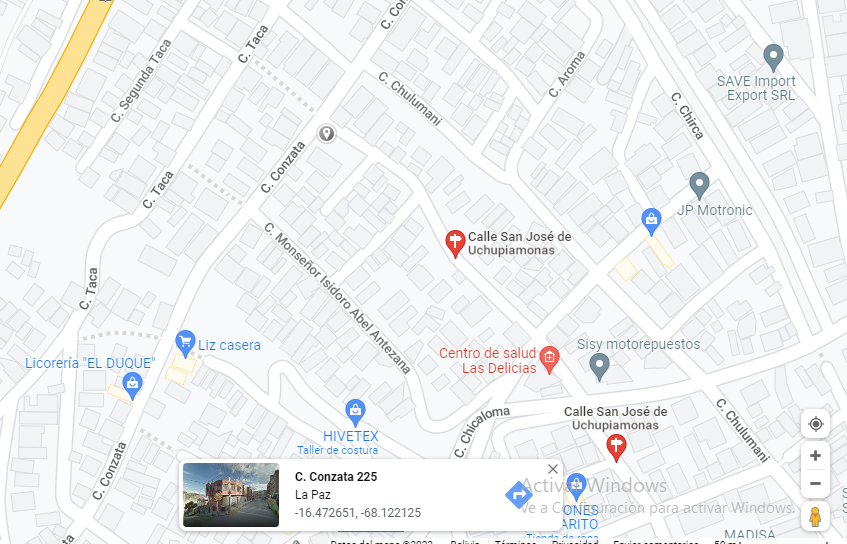 C. Con
C. Taca
C. Segunda Taca
C. Aroma
SAVE Import
Export SRL
C. Chulumani
C. Chirca
C. Conzata
C. Taca
JP Motronic
Calle San José de
Uchupiamonas
C. Monseñor Isidoro Abel Antezana
C. Taca
Liz casera
Sisy motorepuestos
Centro de salud
Las Delicias
Licorería "EL DUQUE"
C. Chicaloma
Calle San José de
Uchupiamonas
C. Chulumani
HIVETEX
Taller de costura
C. Conzata
C. Conzata 225
La Paz
-16.472651, -68.122125
Activar Windows
Ve a Configuración para activar Windows.
ONES
ARITO
Tienda de ropa
MADISA
Datos del mapa ©2023
Bolivia
Términos
Privacidad
Enviar comentarios
50 m